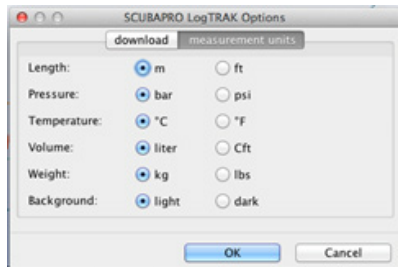 SCUBAPRO LogTRAK Options
download measurement units
Length: m ft
Pressure: bar psi
Temperature: °C °F
Volume: liter Cft
Weight: kg lbs
Background: light dark
OK Cancel